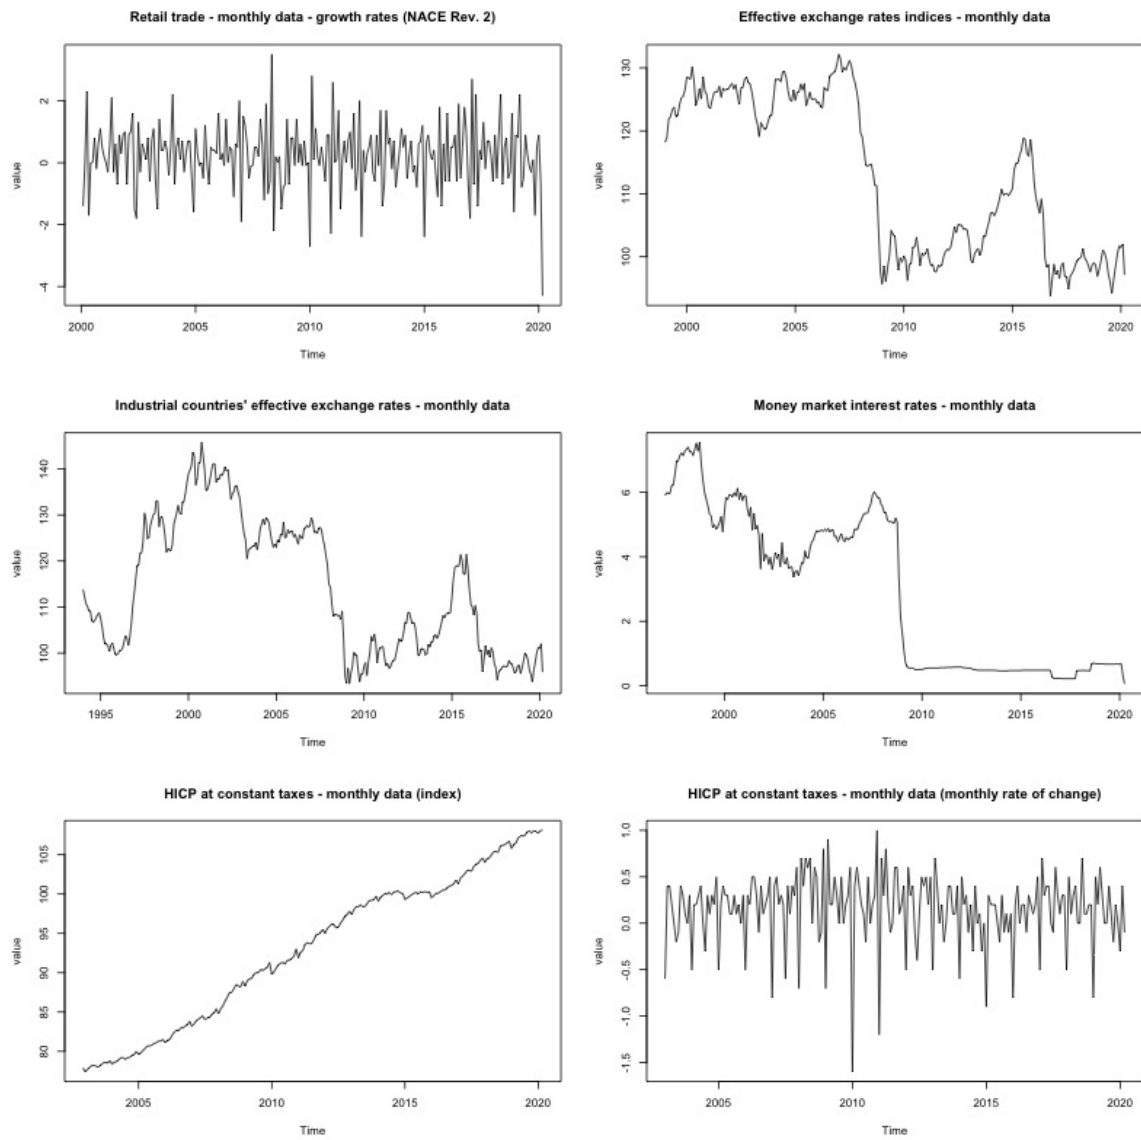 Retail trade - monthly data - growth rates (NACE Rev. 2)
value
2
0
-2
-4
2000 2005 2010 2015 2020
Time
Effective exchange rates indices - monthly data
value
130
120
110
100
2000 2005 2010 2015 2020
Time
Industrial countries' effective exchange rates - monthly data
value
140
130
120
110
100
1995 2000 2005 2010 2015 2020
Time
Money market interest rates - monthly data
value
6
4
2
0
2000 2005 2010 2015 2020
Time
HICP at constant taxes - monthly data (index)
value
105
100
95
90
85
80
2005 2010 2015 2020
Time
HICP at constant taxes - monthly data (monthly rate of change)
value
1.0
0.5
0.0
-0.5
-1.0
-1.5
2005 2010 2015 2020
Time